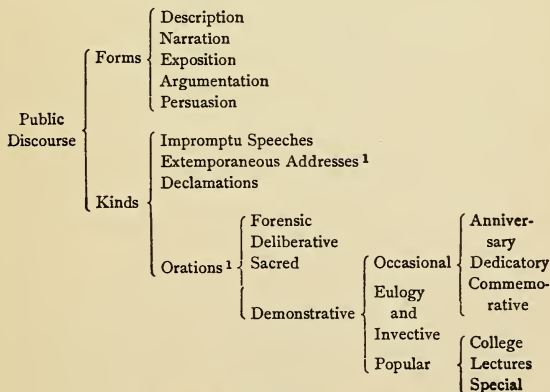 Description
Narration
Forms Exposition
Argumentation
Persuasion
Public
Discourse
Impromptu Speeches
Extemporaneous Addresses 1
Declamations
Kinds
Forensic
Deliberative
Orations 1 Sacred
Demonstrative
Occasional
Anniver-
sary
Dedicatory
Commemo-
rative
Eulogy
and
Invective
Popular
College
Lectures
Special